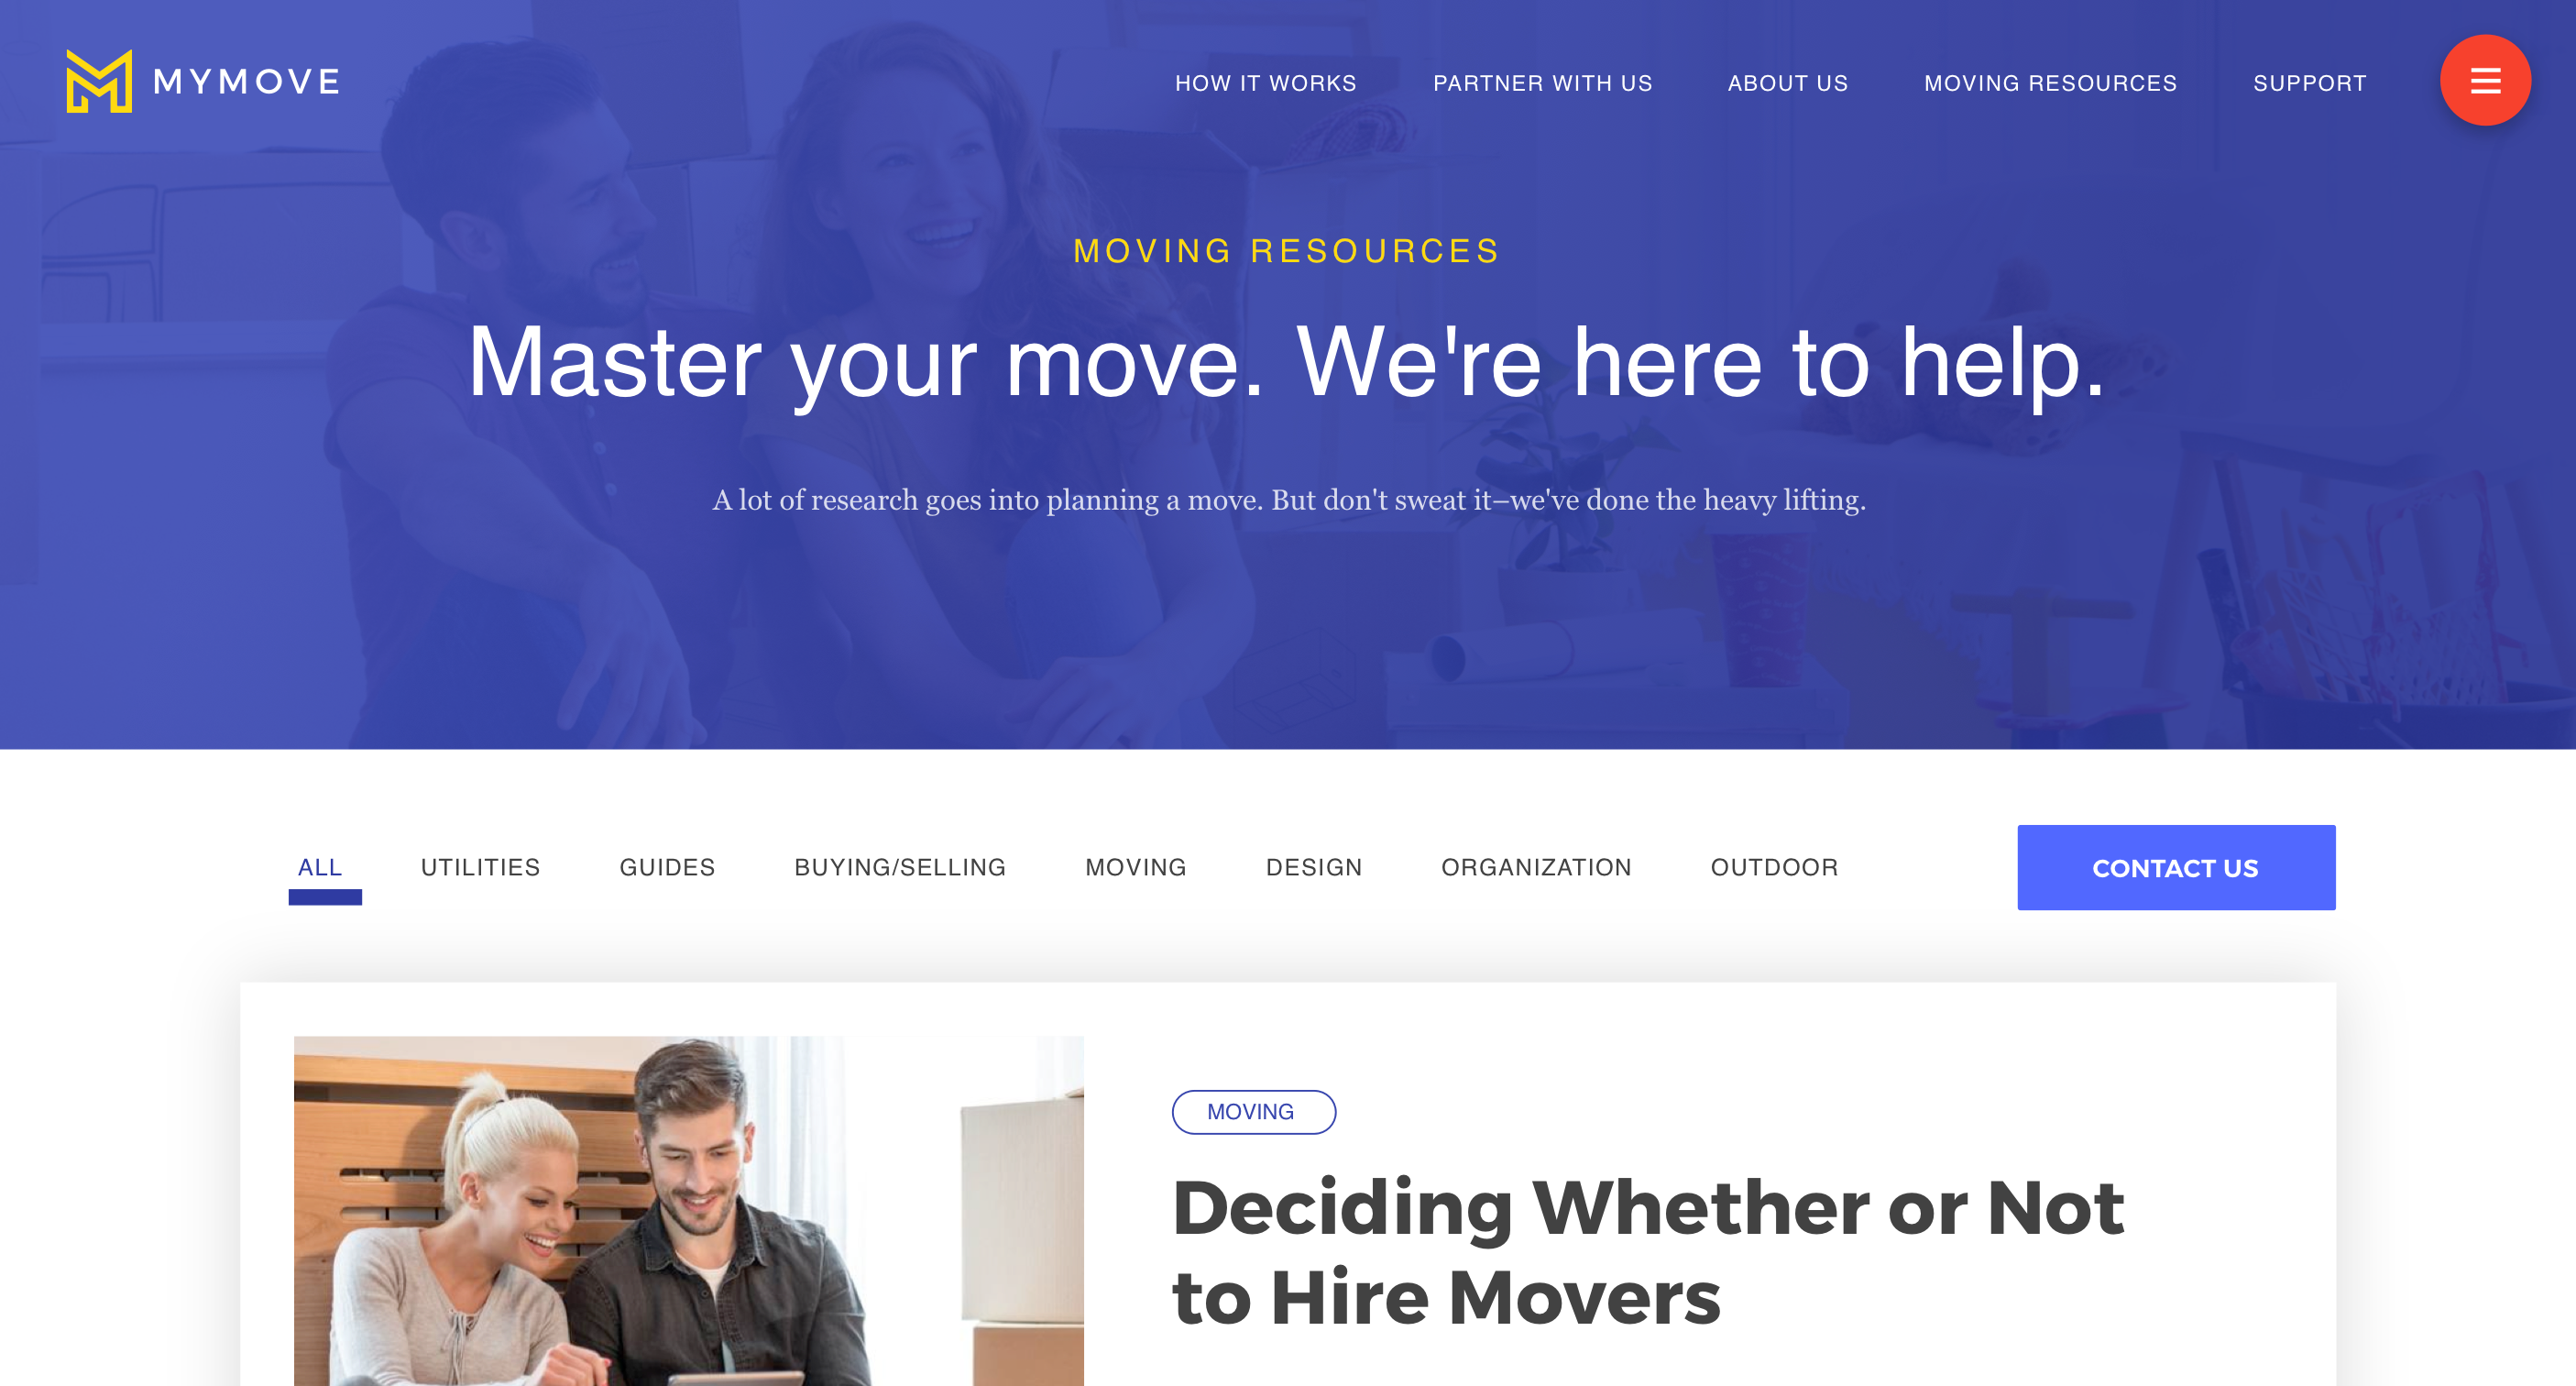 MYMOVE
HOW IT WORKS
PARTNER WITH US
ABOUT US
MOVING RESOURCES
SUPPORT
MOVING RESOURCES
Master your move. We're here to help.
A lot of research goes into planning a move. But don't sweat it–we've done the heavy lifting.
ALL
UTILITIES
GUIDES
BUYING/SELLING
MOVING
DESIGN
ORGANIZATION
OUTDOOR
CONTACT US
MOVING
Deciding Whether or Not
to Hire Movers